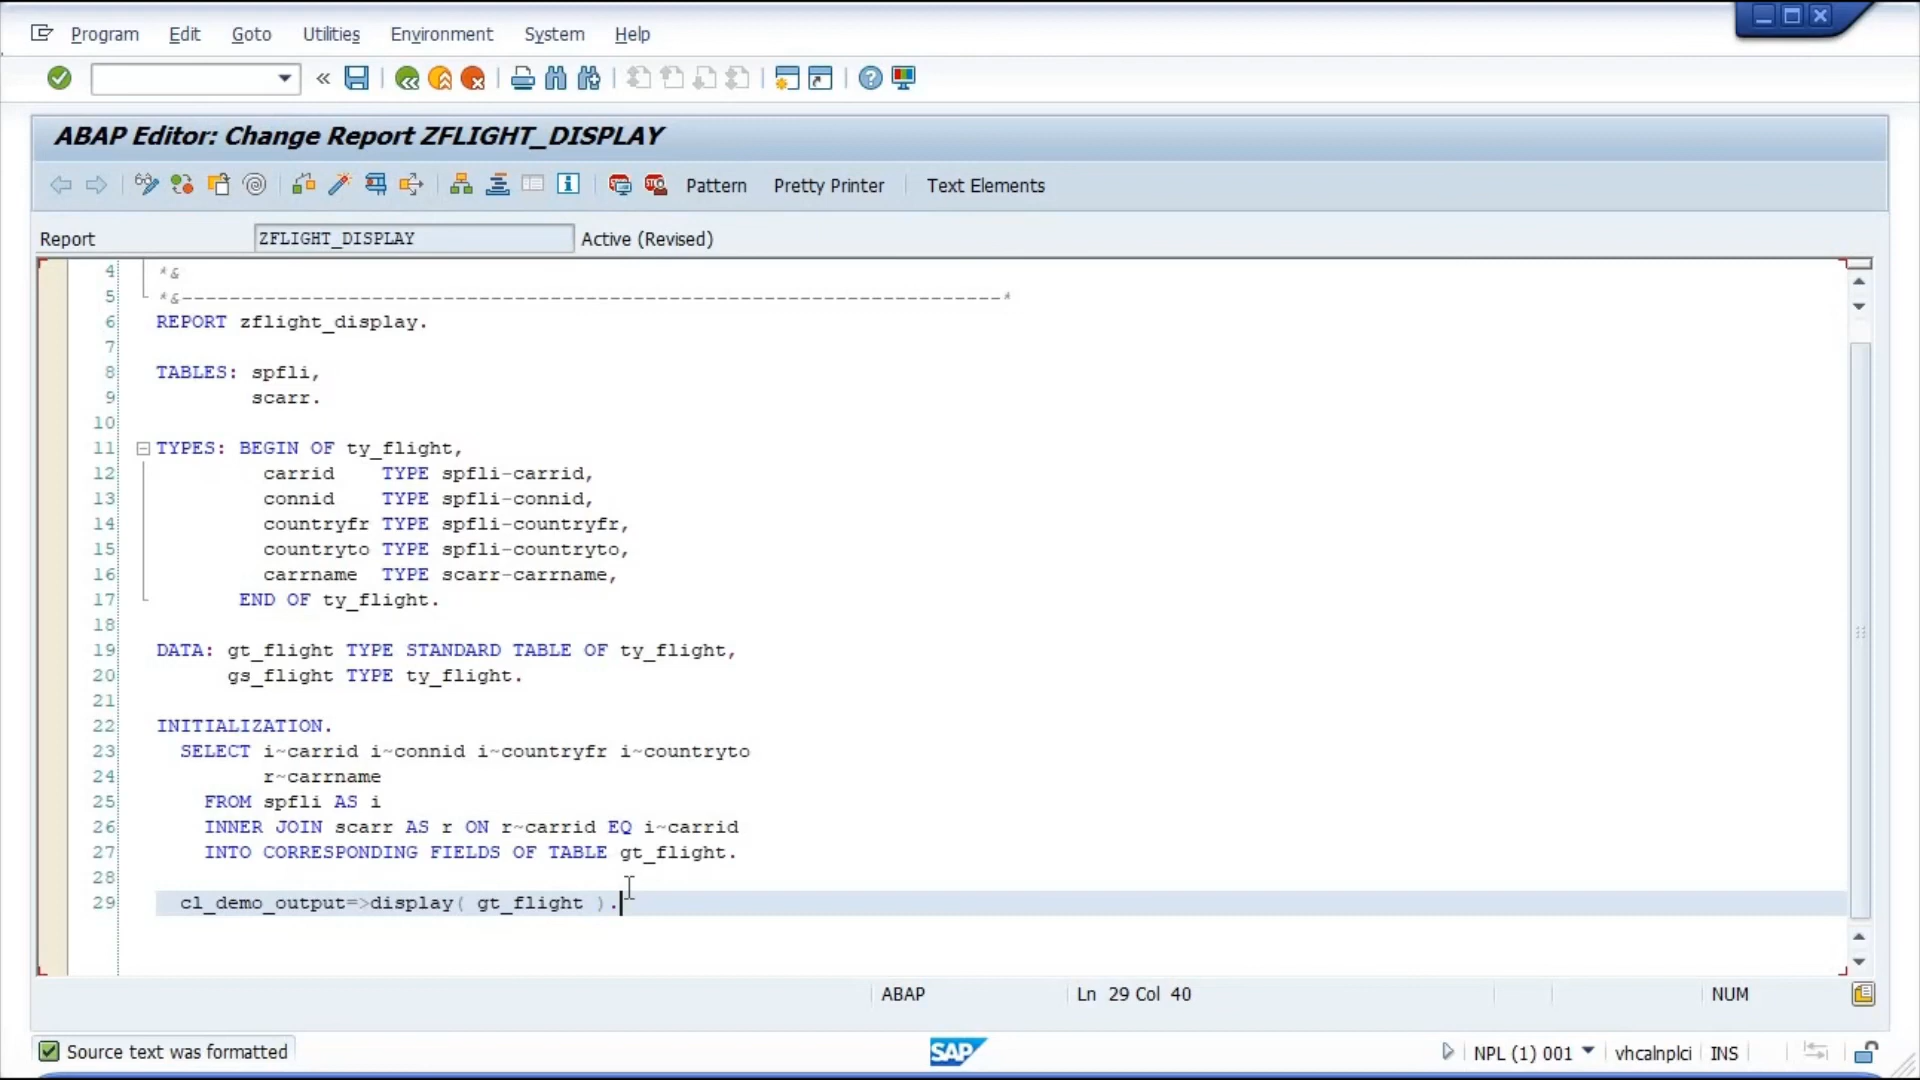 Program Edit Goto Utilities Environment System Help
ABAP Editor: Change Report ZFLIGHT_DISPLAY
Pattern Pretty Printer Text Elements
Report ZFLIGHT_DISPLAY Active (Revised)
4 *&
5 *&---------------------------------------------------------------------*
6 REPORT zflight_display.
7
8 TABLES: spfli,
9 scarr.
10
11 TYPES: BEGIN OF ty_flight,
12 carrid TYPE spfli-carrid,
13 connid TYPE spfli-connid,
14 countryfr TYPE spfli-countryfr,
15 countryto TYPE spfli-countryto,
16 carrname TYPE scarr-carrname,
17 END OF ty_flight.
18
19 DATA: gt_flight TYPE STANDARD TABLE OF ty_flight,
20 gs_flight TYPE ty_flight.
21
22 INITIALIZATION.
23 SELECT i~carrid i~connid i~countryfr i~countryto
24 r~carrname
25 FROM spfli AS i
26 INNER JOIN scarr AS r ON r~carrid EQ i~carrid
27 INTO CORRESPONDING FIELDS OF TABLE gt_flight.
28
29 cl_demo_output=>display( gt_flight ).
ABAP Ln 29 Col 40 NUM
Source text was formatted SAP NPL (1) 001 vhcalnplci INS